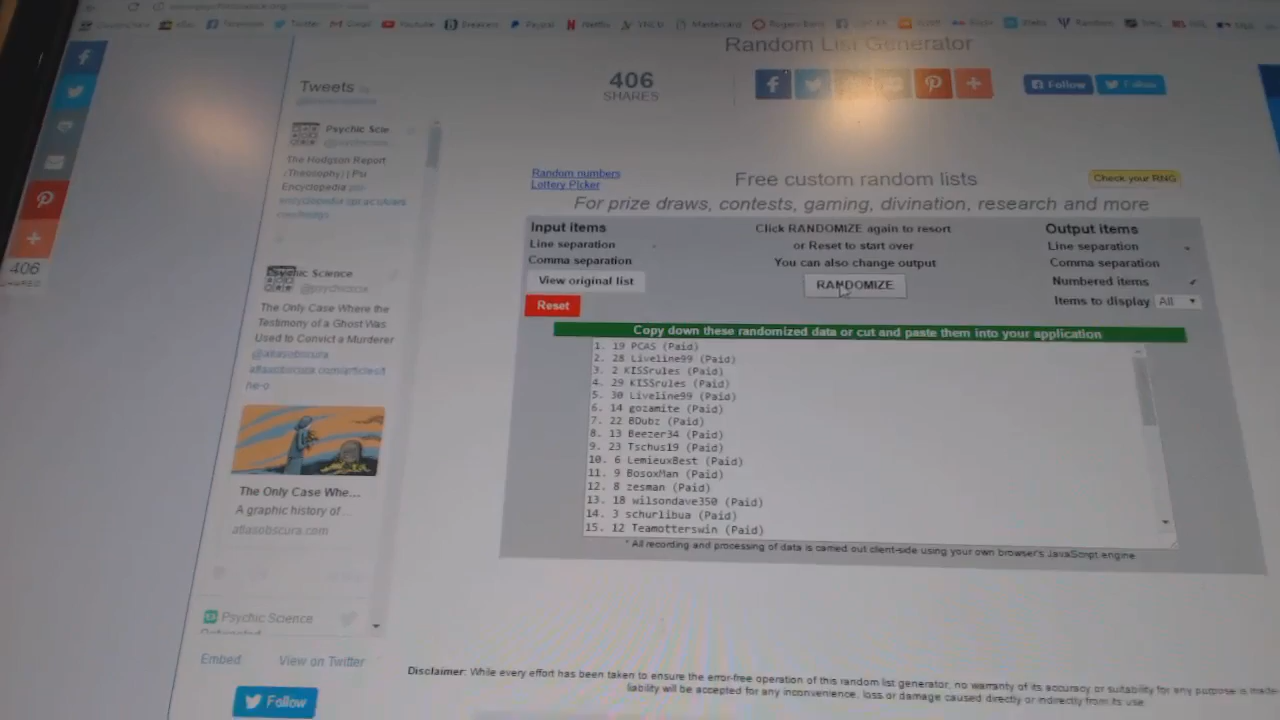 Random List Generator
Tweets
406
SHARES
Follow
Psychic Scie
The Hodgson Report
(Theosophy) | Psi
Encyclopedia
Random numbers
Lottery Picker
Free custom random lists
Check your RNG
For prize draws, contests, gaming, divination, research and more
Input items
Line separation
Comma separation
View original list
Reset
Click RANDOMIZE again to resort
or Reset to start over
You can also change output
RANDOMIZE
Output items
Line separation
Comma separation
Numbered items
Items to display All
406
Psychic Science
The Only Case Where the
Testimony of a Ghost Was
Used to Convict a Murderer
@atlasobscura
atlasobscura.com/articles/t
he-o
Copy down these randomized data or cut and paste them into your application
1. 19 PCAS (Paid)
2. 28 Liveline99 (Paid)
3. 2 KISSrules (Paid)
4. 29 KISSrules (Paid)
5. 30 Liveline99 (Paid)
6. 14 gozamite (Paid)
7. 22 BDubz (Paid)
8. 13 Beezer34 (Paid)
9. 23 Tschus19 (Paid)
10. 6 LemieuxBest (Paid)
11. 9 BosoxMan (Paid)
12. 8 zesman (Paid)
13. 18 wilsondave350 (Paid)
14. 3 schurlibua (Paid)
15. 12 Teamotterswin (Paid)
* All recording and processing of data is carried out client-side using your own browser's JavaScript engine
The Only Case Whe...
A graphic history of...
atlasobscura.com
Psychic Science
Embed
View on Twitter
Follow
Disclaimer: While every effort has been taken to ensure the error-free operation of this random list generator, no warranty of its accuracy or suitability for any purpose is made
liability will be accepted for any inconvenience, loss or damage caused directly or indirectly from its use